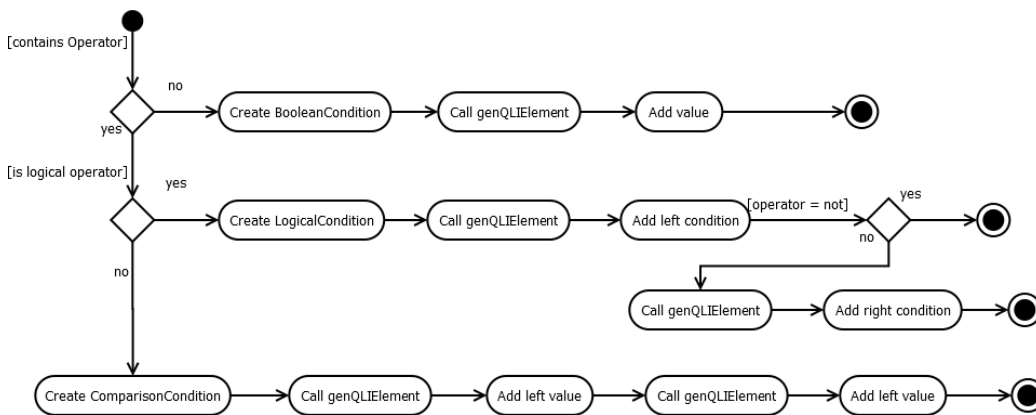 [contains Operator]
no
Create BooleanCondition
Call genQLIElement
Add value
yes
[is logical operator]
yes
Create LogicalCondition
Call genQLIElement
Add left condition
[operator = not]
yes
no
no
Call genQLIElement
Add right condition
Create ComparisonCondition
Call genQLIElement
Add left value
Call genQLIElement
Add left value